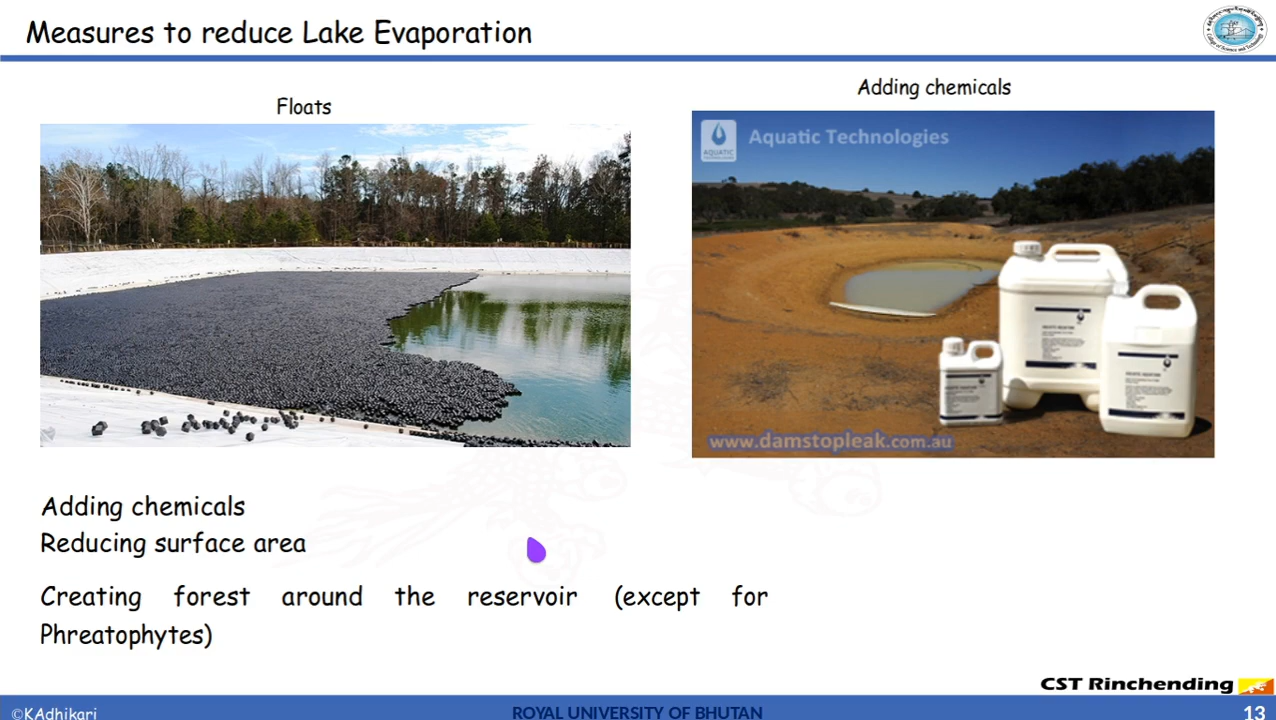 Measures to reduce Lake Evaporation
Floats
Adding chemicals
AQUATIC
Aquatic Technologies
www.damstopleak.com.au
Adding chemicals
Reducing surface area
Creating forest around the reservoir (except for
Phreatophytes)
CST Rinchending
©KAdhikari
ROYAL UNIVERSITY OF BHUTAN
13